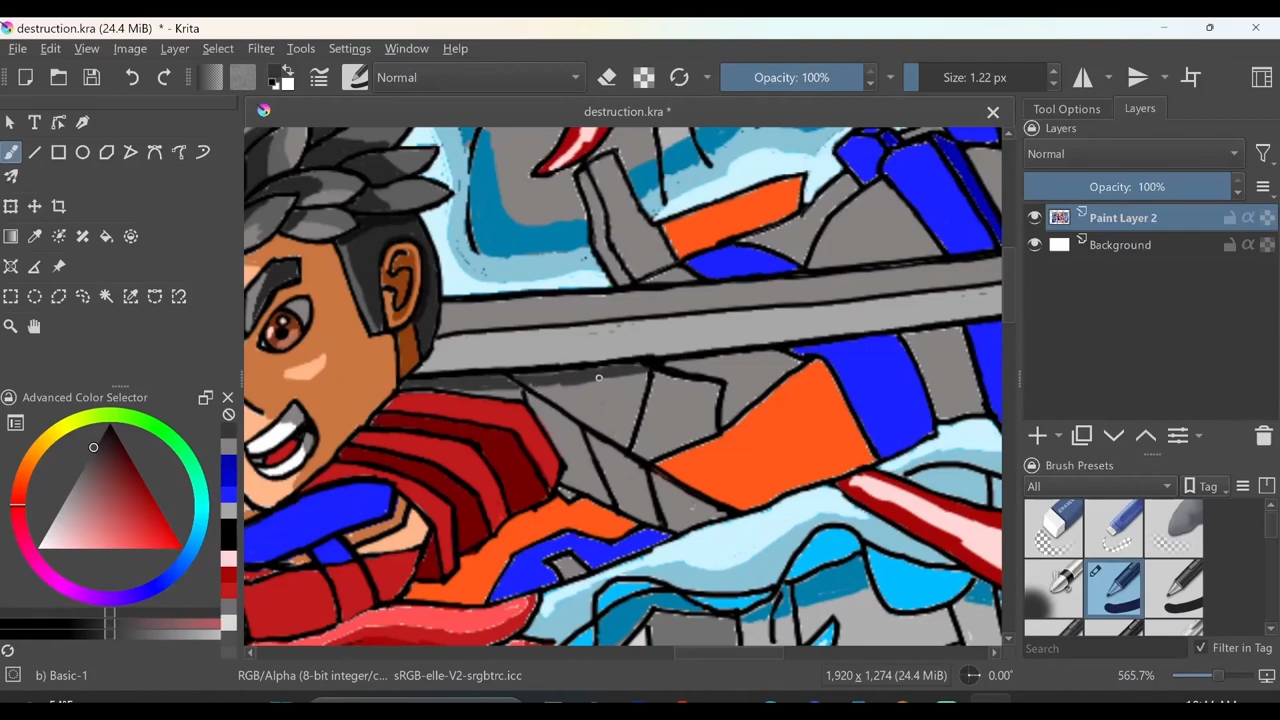 destruction.kra (24.4 MiB) * - Krita
File Edit View Image Layer Select Filter Tools Settings Window Help
Normal Opacity: 100% Size: 1.22 px
destruction.kra *
Tool Options Layers
Layers
Normal
Opacity: 100%
Paint Layer 2
Background
Advanced Color Selector
Brush Presets
All Tag
Search Filter in Tag
b) Basic-1 RGB/Alpha (8-bit integer/c... sRGB-elle-V2-srgbtrc.icc 1,920 x 1,274 (24.4 MiB) 0.00° 565.7%